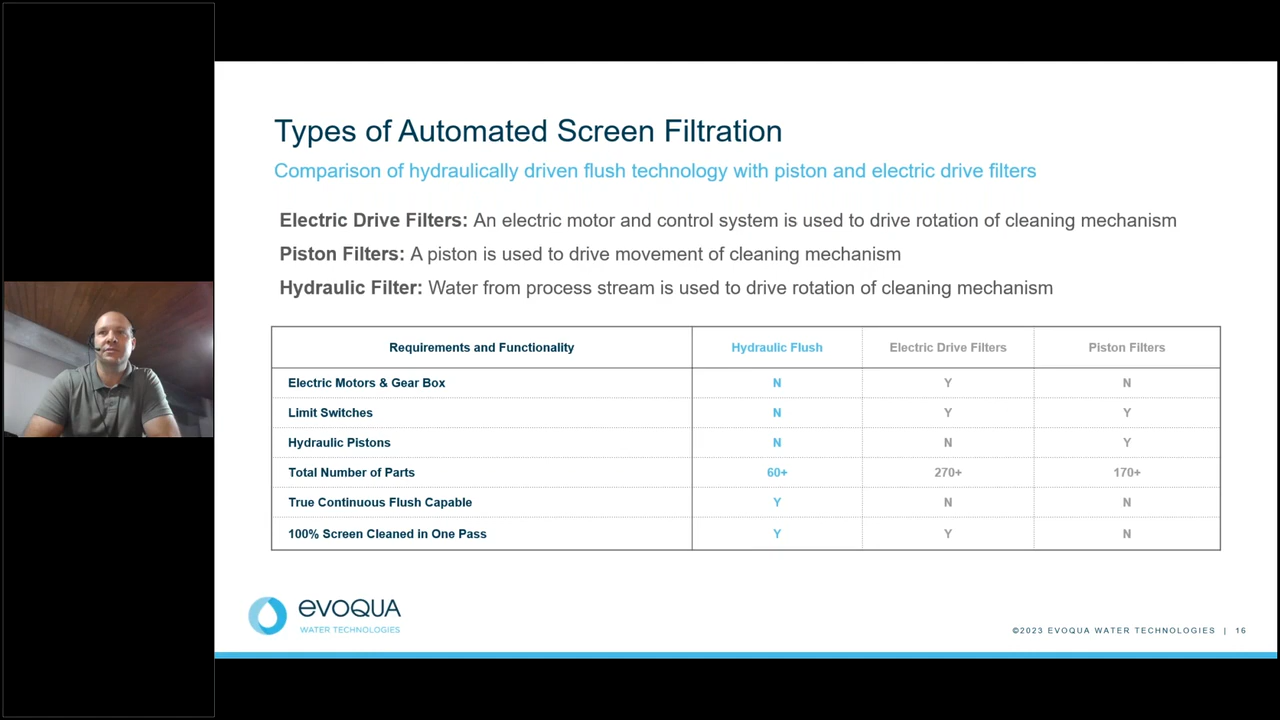 Types of Automated Screen Filtration
Comparison of hydraulically driven flush technology with piston and electric drive filters
Electric Drive Filters: An electric motor and control system is used to drive rotation of cleaning mechanism
Piston Filters: A piston is used to drive movement of cleaning mechanism
Hydraulic Filter: Water from process stream is used to drive rotation of cleaning mechanism
Requirements and Functionality Hydraulic Flush Electric Drive Filters Piston Filters
Electric Motors & Gear Box N Y N
Limit Switches N Y Y
Hydraulic Pistons N N Y
Total Number of Parts 60+ 270+ 170+
True Continuous Flush Capable Y N N
100% Screen Cleaned in One Pass Y Y N
evoqua
WATER TECHNOLOGIES
©2023 EVOQUA WATER TECHNOLOGIES | 16